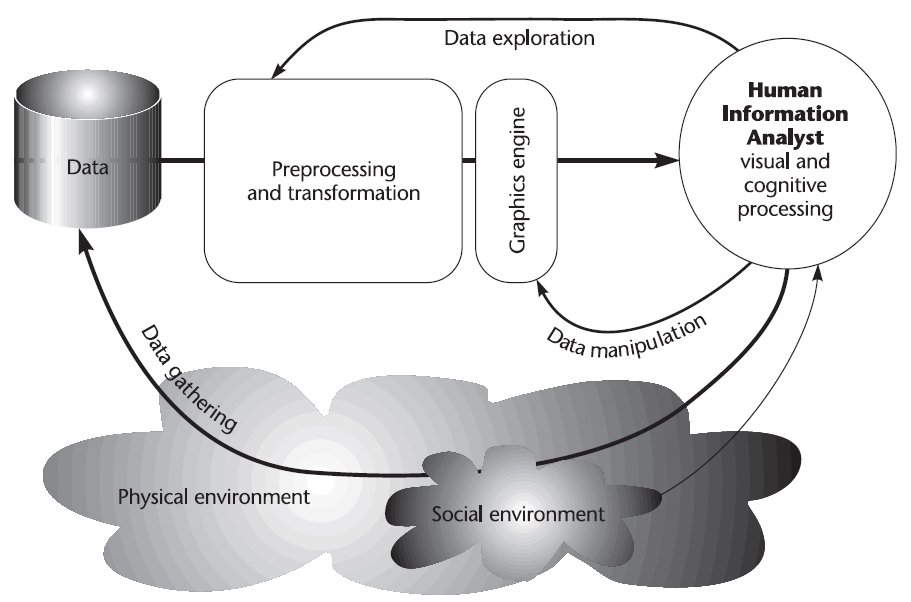 Data exploration
Data
Preprocessing
and transformation
Graphics engine
Human
Information
Analyst
visual and
cognitive
processing
Data manipulation
Data gathering
Physical environment
Social environment